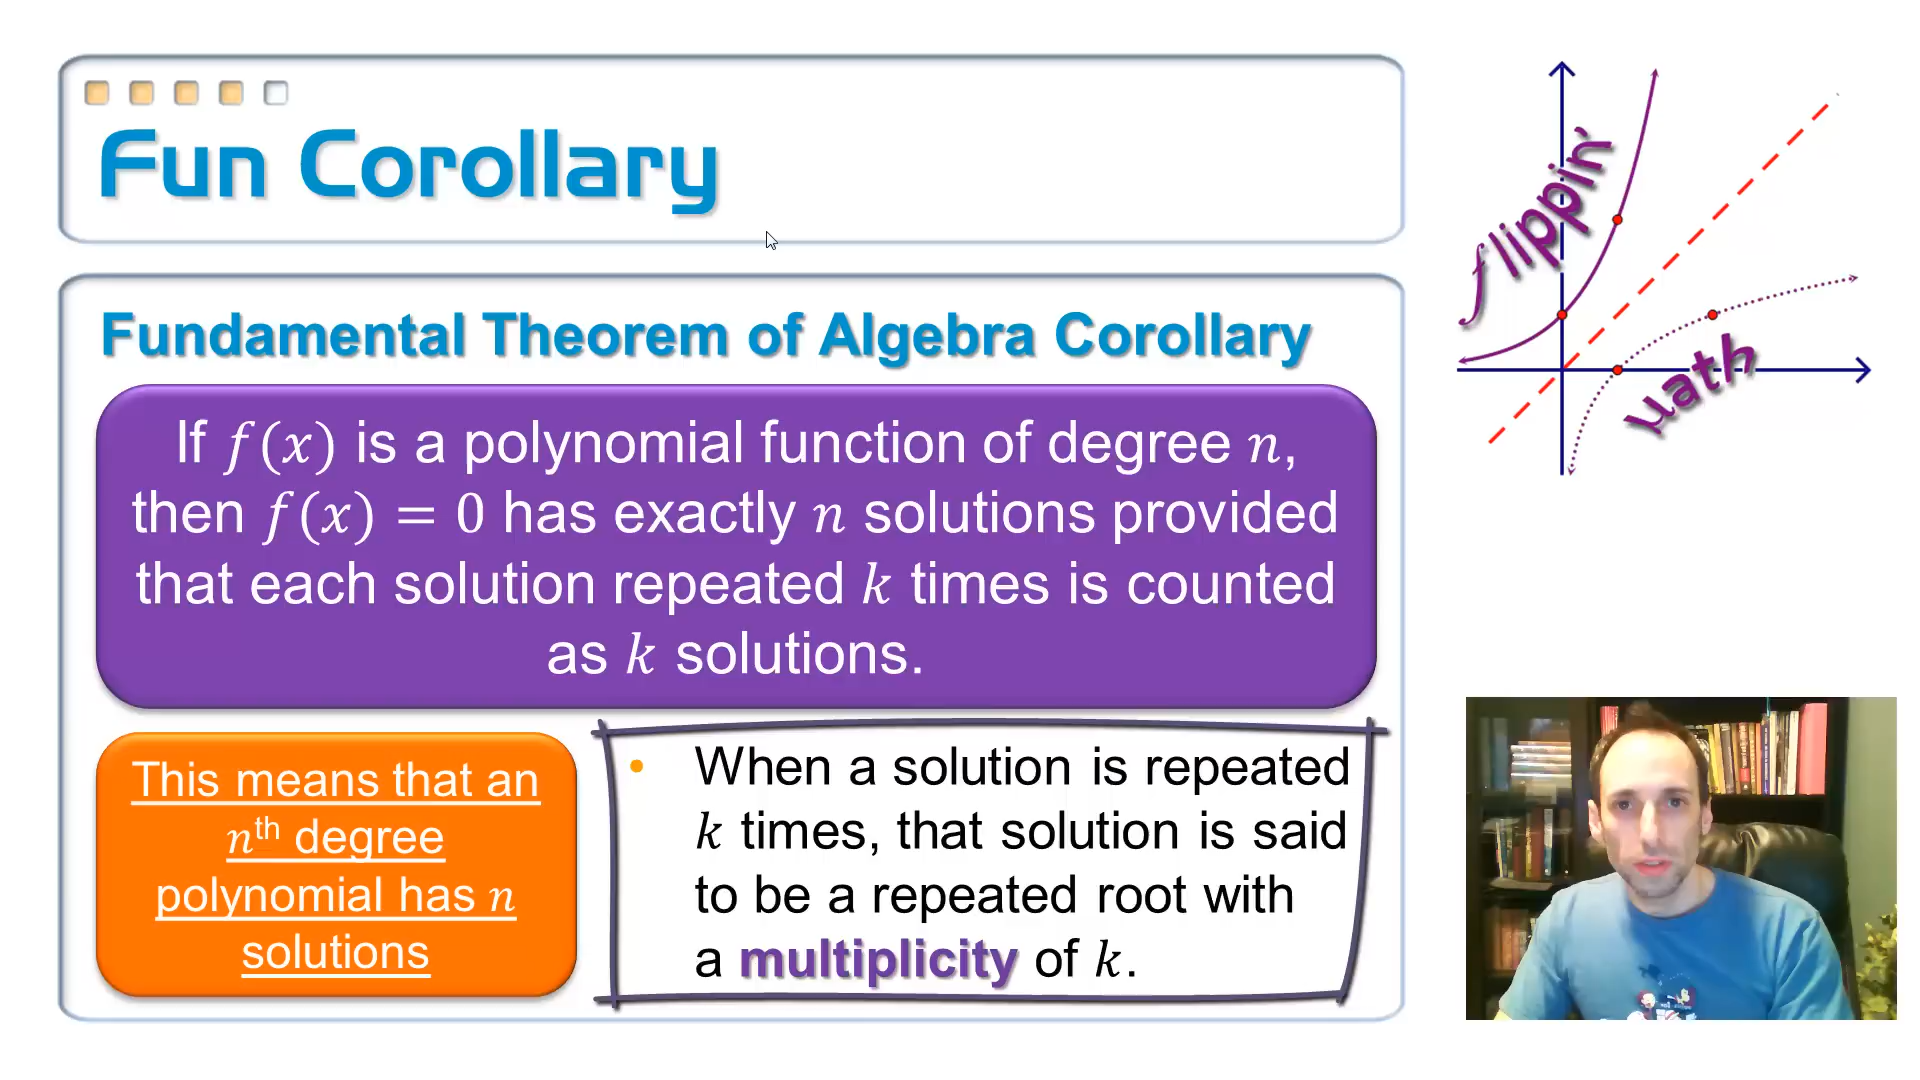 Fun Corollary
flippin'
math
Fundamental Theorem of Algebra Corollary
If f(x) is a polynomial function of degree n,
then f(x) = 0 has exactly n solutions provided
that each solution repeated k times is counted
as k solutions.
This means that an
nth degree
polynomial has n
solutions
• When a solution is repeated
k times, that solution is said
to be a repeated root with
a multiplicity of k.